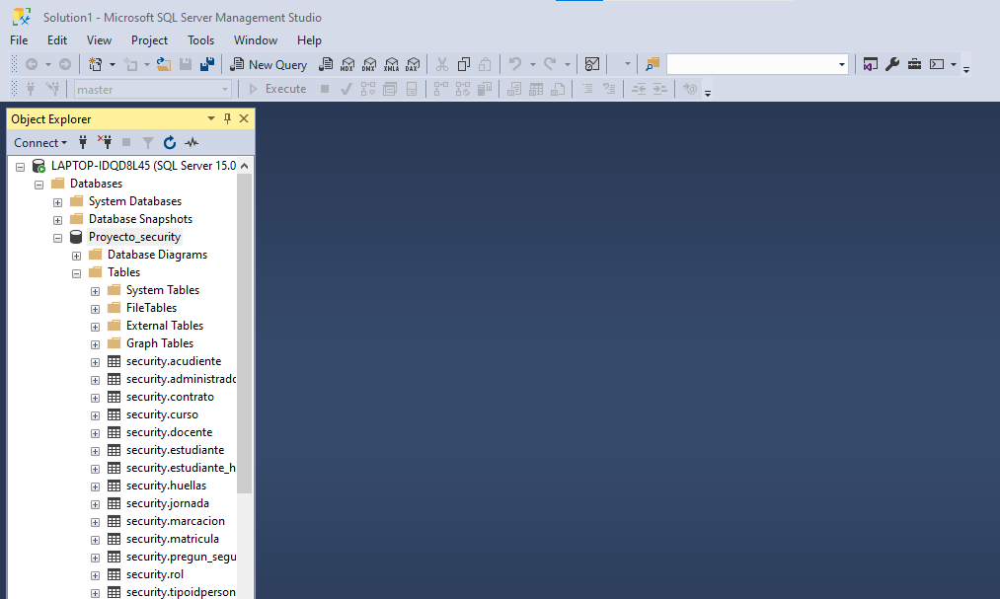 Solution1 - Microsoft SQL Server Management Studio
File Edit View Project Tools Window Help
New Query MDX DMX XMLA DAX
master Execute
Object Explorer
Connect
LAPTOP-IDQD8L45 (SQL Server 15.0
Databases
System Databases
Database Snapshots
Proyecto_security
Database Diagrams
Tables
System Tables
FileTables
External Tables
Graph Tables
security.acudiente
security.administrado
security.contrato
security.curso
security.docente
security.estudiante
security.estudiante_h
security.huellas
security.jornada
security.marcacion
security.matricula
security.pregun_segu
security.rol
security.tipoidperson